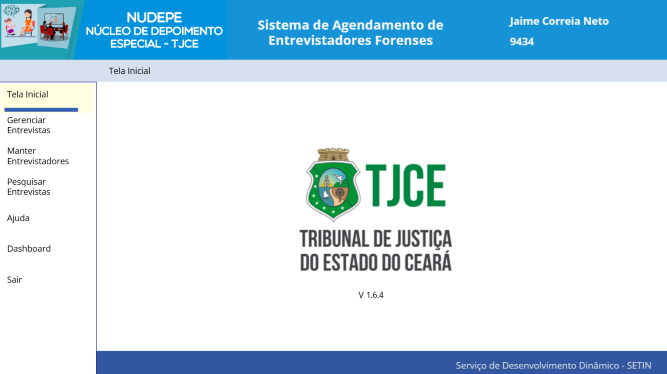 NUDEPE
NÚCLEO DE DEPOIMENTO
ESPECIAL - TJCE
Sistema de Agendamento de
Entrevistadores Forenses
Jaime Correia Neto
9434
Tela Inicial
Tela Inicial
Gerenciar
Entrevistas
Manter
Entrevistadores
Pesquisar
Entrevistas
Ajuda
Dashboard
Sair
TJCE
TRIBUNAL DE JUSTIÇA
DO ESTADO DO CEARÁ
V 1.6.4
Serviço de Desenvolvimento Dinâmico - SETIN